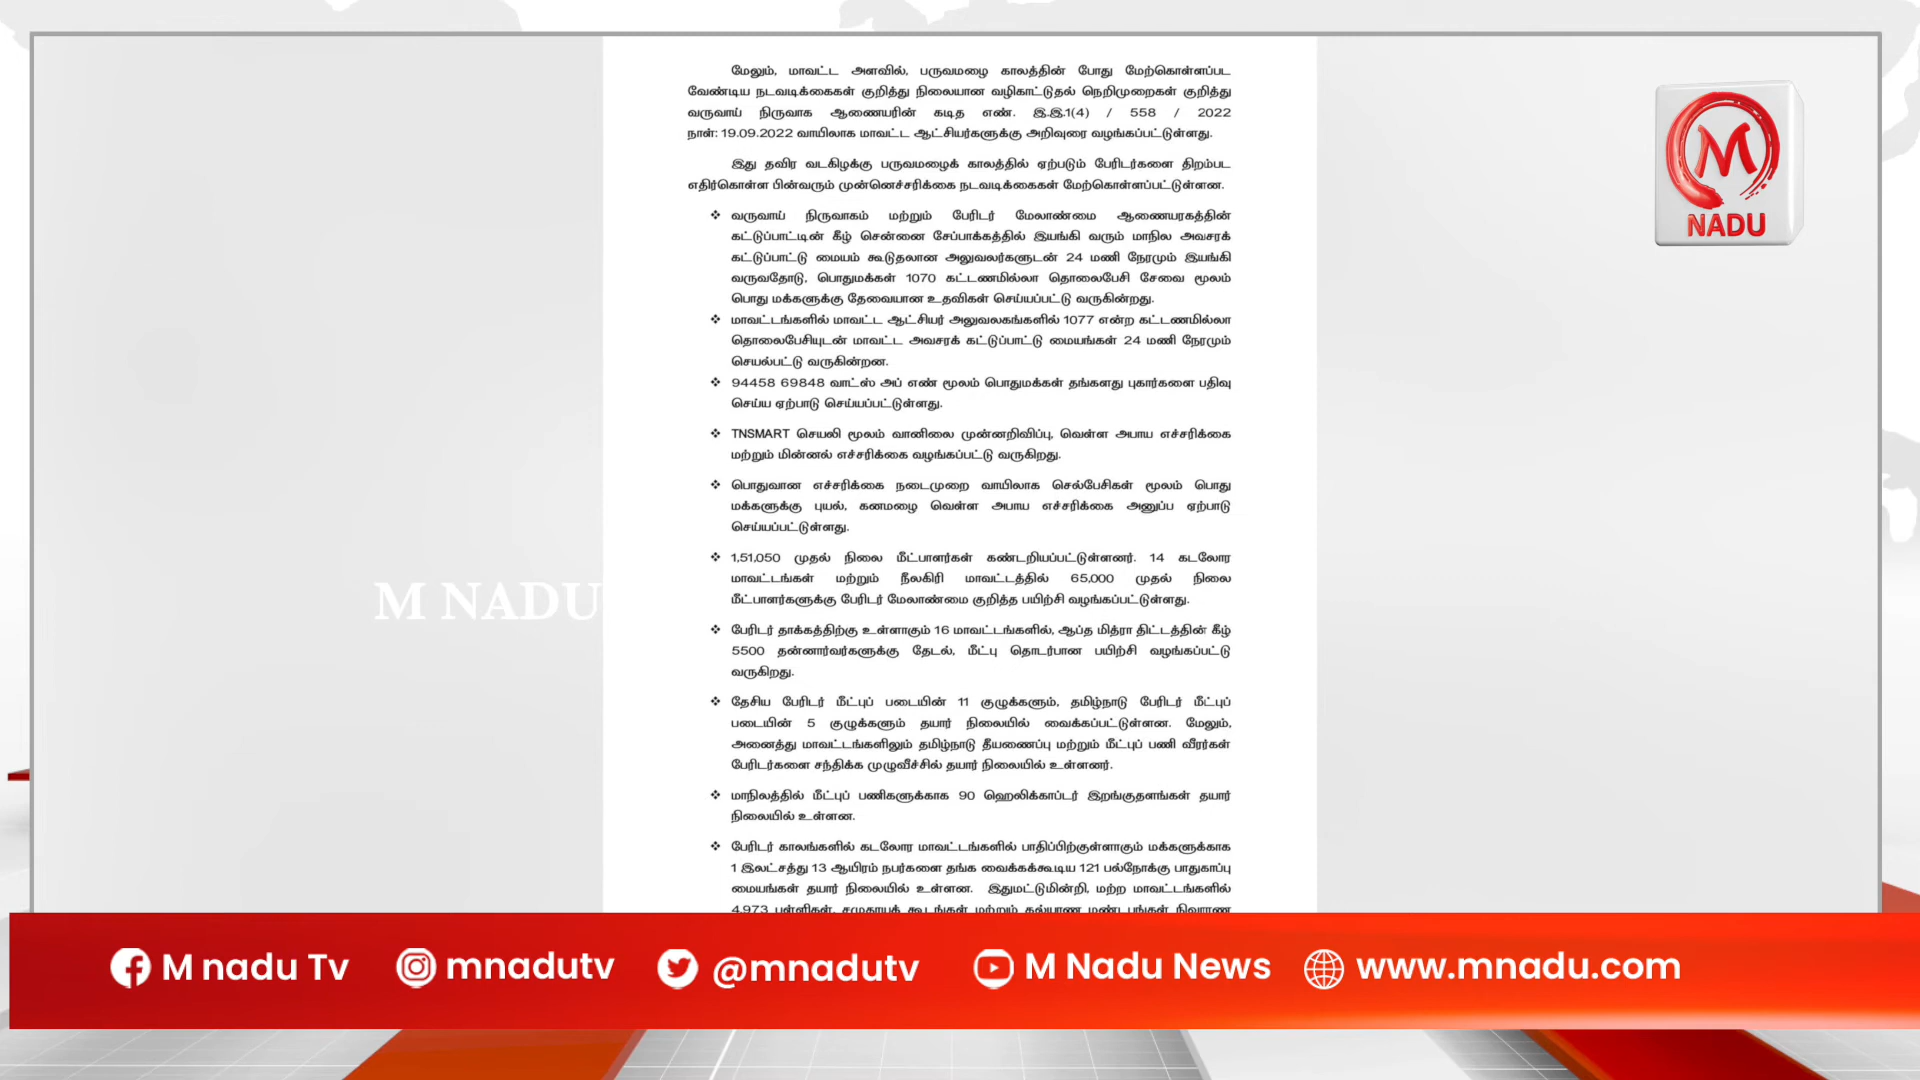 மேலும், மாவட்ட அளவில், பருவமழை காலத்தின் போது மேற்கொள்ளப்பட
வேண்டிய நடவடிக்கைகள் குறித்து நிலையான வழிகாட்டுதல் நெறிமுறைகள் குறித்து
வருவாய் நிருவாக ஆணையரின் கடித எண். இ.இ.1(4) / 558 / 2022
நாள்: 19.09.2022 வாயிலாக மாவட்ட ஆட்சியர்களுக்கு அறிவுரை வழங்கப்பட்டுள்ளது.
இது தவிர வடகிழக்கு பருவமழைக் காலத்தில் ஏற்படும் பேரிடர்களை திறம்பட
எதிர்கொள்ள பின்வரும் முன்னெச்சரிக்கை நடவடிக்கைகள் மேற்கொள்ளப்பட்டுள்ளன.
❖ வருவாய் நிருவாகம் மற்றும் பேரிடர் மேலாண்மை ஆணையரகத்தின்
கட்டுப்பாட்டின் கீழ் சென்னை சேப்பாக்கத்தில் இயங்கி வரும் மாநில அவசரக்
கட்டுப்பாட்டு மையம் கூடுதலான அலுவலர்களுடன் 24 மணி நேரமும் இயங்கி
வருவதோடு, பொதுமக்கள் 1070 கட்டணமில்லா தொலைபேசி சேவை மூலம்
பொது மக்களுக்கு தேவையான உதவிகள் செய்யப்பட்டு வருகின்றது.
❖ மாவட்டங்களில் மாவட்ட ஆட்சியர் அலுவலகங்களில் 1077 என்ற கட்டணமில்லா
தொலைபேசியுடன் மாவட்ட அவசரக் கட்டுப்பாட்டு மையங்கள் 24 மணி நேரமும்
செயல்பட்டு வருகின்றன.
❖ 94458 69848 வாட்ஸ் அப் எண் மூலம் பொதுமக்கள் தங்களது புகார்களை பதிவு
செய்ய ஏற்பாடு செய்யப்பட்டுள்ளது.
❖ TNSMART செயலி மூலம் வானிலை முன்னறிவிப்பு, வெள்ள அபாய எச்சரிக்கை
மற்றும் மின்னல் எச்சரிக்கை வழங்கப்பட்டு வருகிறது.
❖ பொதுவான எச்சரிக்கை நடைமுறை வாயிலாக செல்பேசிகள் மூலம் பொது
மக்களுக்கு புயல், கனமழை வெள்ள அபாய எச்சரிக்கை அனுப்ப ஏற்பாடு
செய்யப்பட்டுள்ளது.
❖ 1,51,050 முதல் நிலை மீட்பாளர்கள் கண்டறியப்பட்டுள்ளனர். 14 கடலோர
மாவட்டங்கள் மற்றும் நீலகிரி மாவட்டத்தில் 65,000 முதல் நிலை
மீட்பாளர்களுக்கு பேரிடர் மேலாண்மை குறித்த பயிற்சி வழங்கப்பட்டுள்ளது.
❖ பேரிடர் தாக்கத்திற்கு உள்ளாகும் 16 மாவட்டங்களில், ஆப்த மித்ரா திட்டத்தின் கீழ்
5500 தன்னார்வர்களுக்கு தேடல், மீட்பு தொடர்பான பயிற்சி வழங்கப்பட்டு
வருகிறது.
❖ தேசிய பேரிடர் மீட்புப் படையின் 11 குழுக்களும், தமிழ்நாடு பேரிடர் மீட்புப்
படையின் 5 குழுக்களும் தயார் நிலையில் வைக்கப்பட்டுள்ளன. மேலும்,
அனைத்து மாவட்டங்களிலும் தமிழ்நாடு தீயணைப்பு மற்றும் மீட்புப் பணி வீரர்கள்
பேரிடர்களை சந்திக்க முழுவீச்சில் தயார் நிலையில் உள்ளனர்.
❖ மாநிலத்தில் மீட்புப் பணிகளுக்காக 90 ஹெலிக்காப்டர் இறங்குதளங்கள் தயார்
நிலையில் உள்ளன.
❖ பேரிடர் காலங்களில் கடலோர மாவட்டங்களில் பாதிப்பிற்குள்ளாகும் மக்களுக்காக
1 இலட்சத்து 13 ஆயிரம் நபர்களை தங்க வைக்கக்கூடிய 121 பல்நோக்கு பாதுகாப்பு
மையங்கள் தயார் நிலையில் உள்ளன. இதுமட்டுமின்றி, மற்ற மாவட்டங்களில்
4,973 பள்ளிகள், சமுதாயக் கூடங்கள் மற்றும் கல்யாண மண்டபங்கள் நிவாரண
M NADU
M
NADU
M nadu Tv mnadutv @mnadutv M Nadu News www.mnadu.com